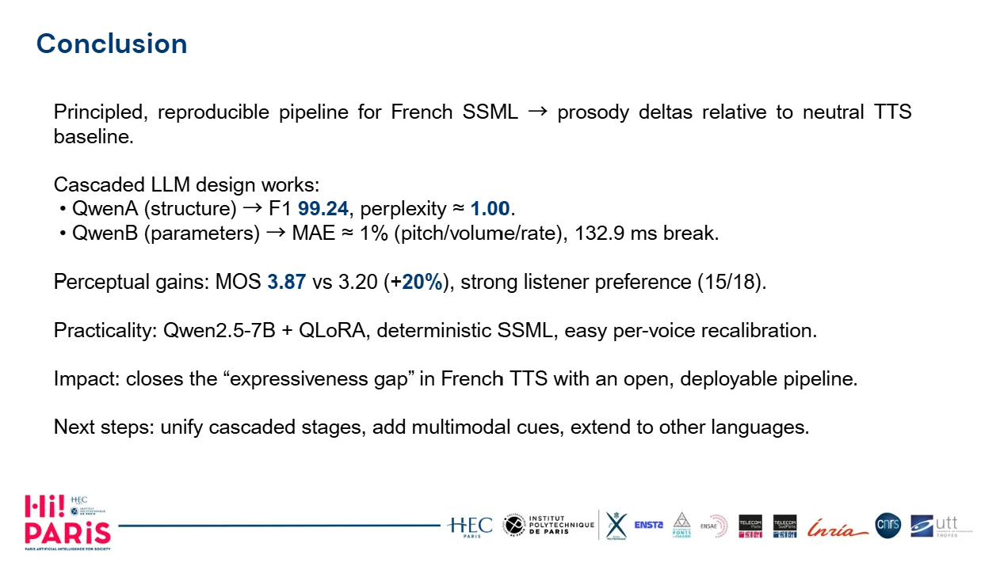 Conclusion
Principled, reproducible pipeline for French SSML → prosody deltas relative to neutral TTS
baseline.
Cascaded LLM design works:
• QwenA (structure) → F1 99.24, perplexity ≈ 1.00.
• QwenB (parameters) → MAE ≈ 1% (pitch/volume/rate), 132.9 ms break.
Perceptual gains: MOS 3.87 vs 3.20 (+20%), strong listener preference (15/18).
Practicality: Qwen2.5-7B + QLoRA, deterministic SSML, easy per-voice recalibration.
Impact: closes the “expressiveness gap” in French TTS with an open, deployable pipeline.
Next steps: unify cascaded stages, add multimodal cues, extend to other languages.
Hi!
PARiS
PARIS ARTIFICIAL INTELLIGENCE FOR SOCIETY
HEC
INSTITUT
POLYTECHNIQUE
DE PARIS
HEC
PARIS
INSTITUT
POLYTECHNIQUE
DE PARIS
ENSTA
PONTS
ENSAE
TELECOM
Paris
TELECOM
SudParis
Inria
cnrs
utt
TROYES